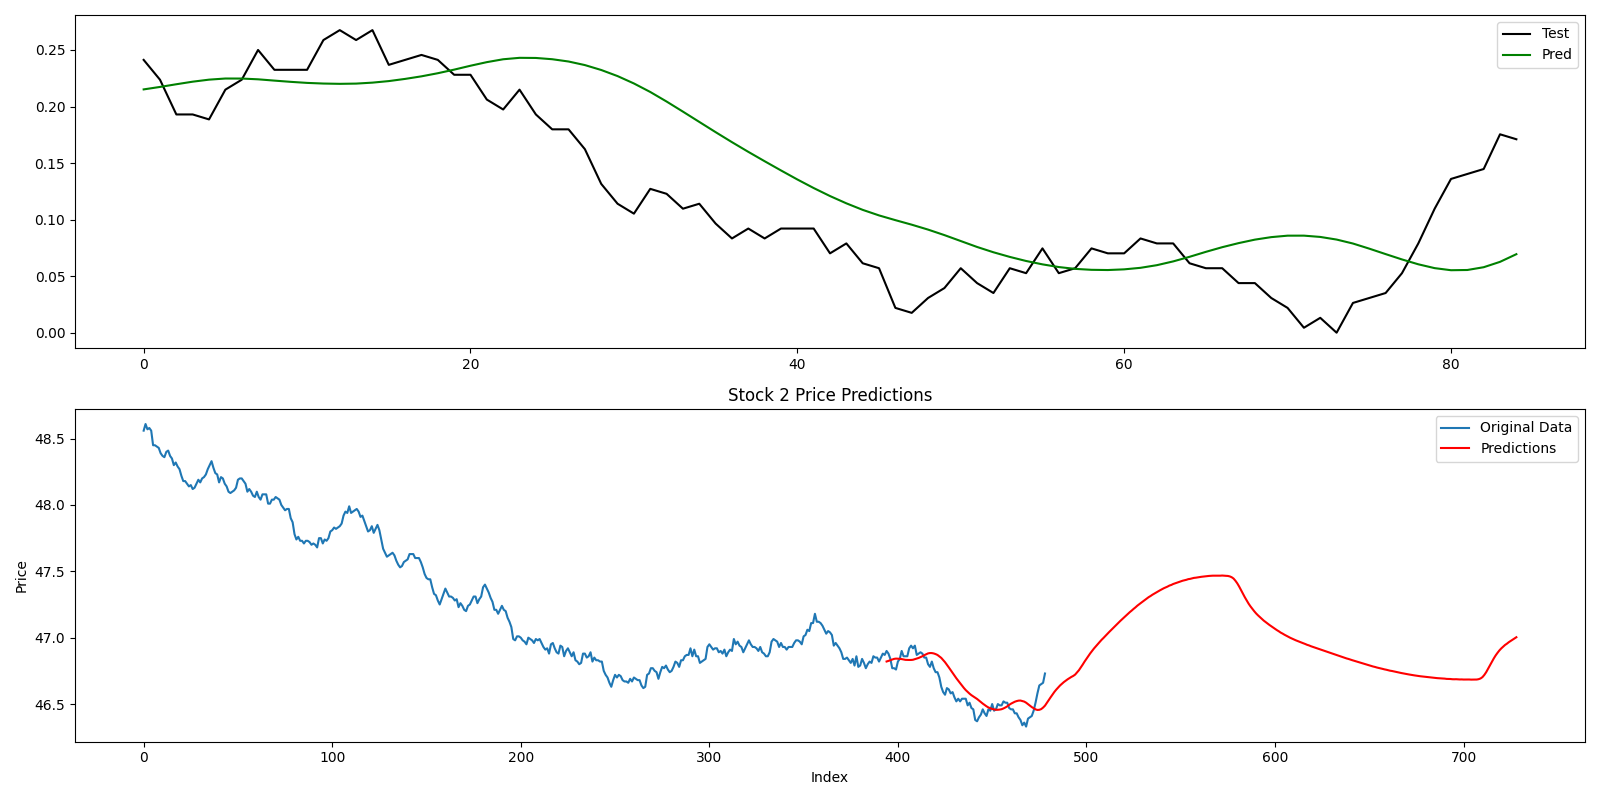 Test
Pred
0.25
0.20
0.15
0.10
0.05
0.00
0 20 40 60 80
Stock 2 Price Predictions
Original Data
Predictions
48.5
48.0
47.5
47.0
46.5
Price
0 100 200 300 400 500 600 700
Index